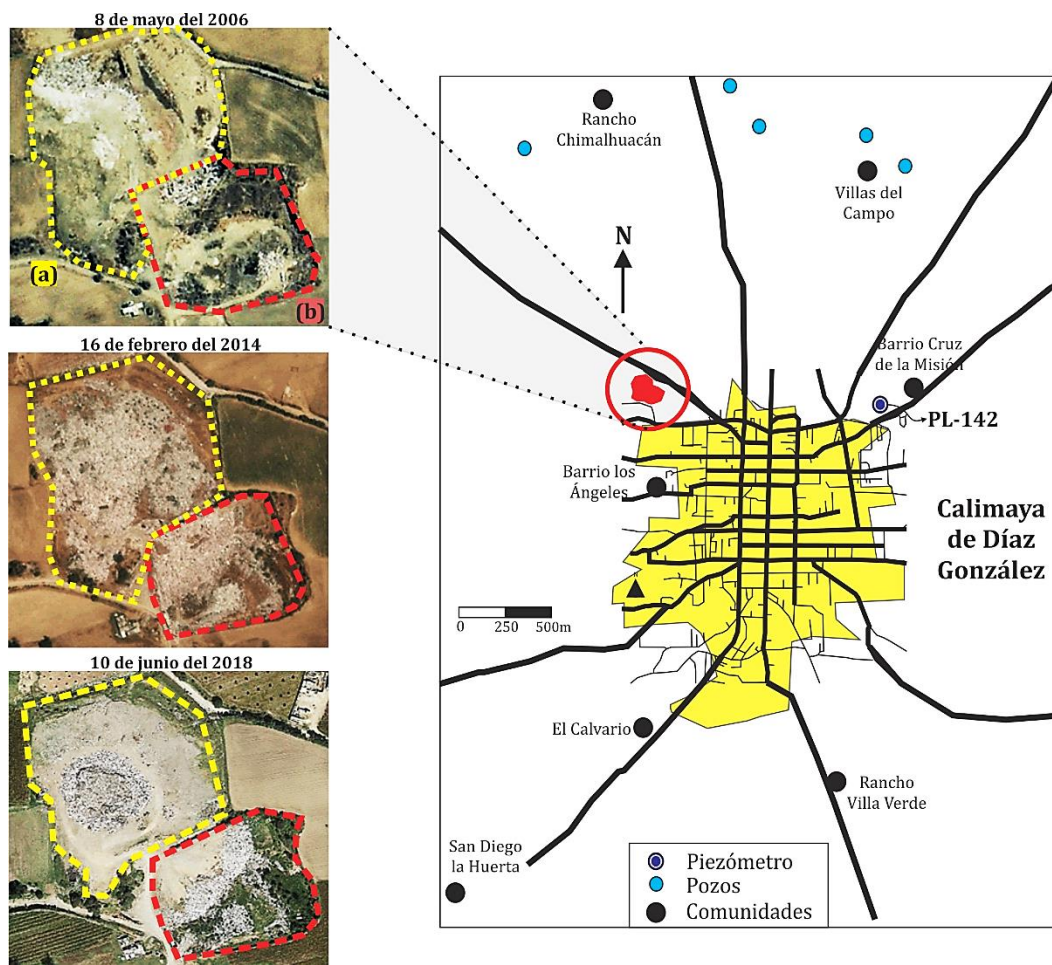 8 de mayo del 2006
(a)
(b)
16 de febrero del 2014
10 de junio del 2018
Rancho
Chimalhuacán
Villas del
Campo
N
Barrio Cruz
de la Misión
PL-142
Barrio los
Ángeles
Calimaya
de Díaz
González
0 250 500m
El Calvario
Rancho
Villa Verde
San Diego
la Huerta
Piezómetro
Pozos
Comunidades